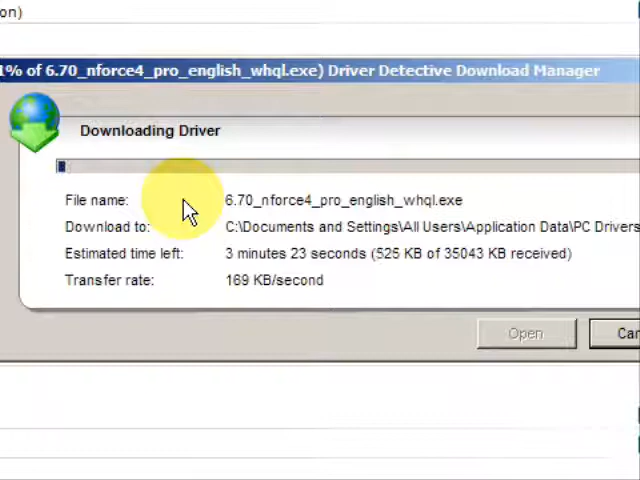 on)
1% of 6.70_nforce4_pro_english_whql.exe) Driver Detective Download Manager
Downloading Driver
File name: 6.70_nforce4_pro_english_whql.exe
Download to: C:\Documents and Settings\All Users\Application Data\PC Drivers
Estimated time left: 3 minutes 23 seconds (525 KB of 35043 KB received)
Transfer rate: 169 KB/second
Open Can